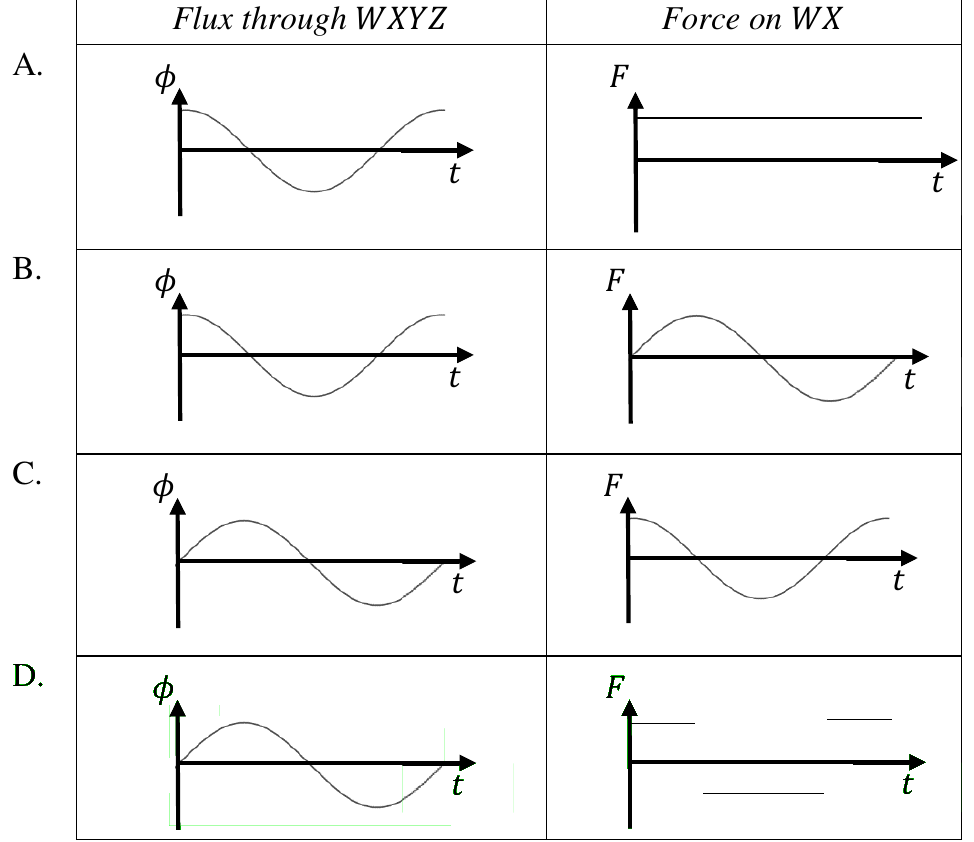 Flux through WXYZ Force on WX
A. ϕ F
t t
B. ϕ F
t t
C. ϕ F
t t
D. ϕ F
t t